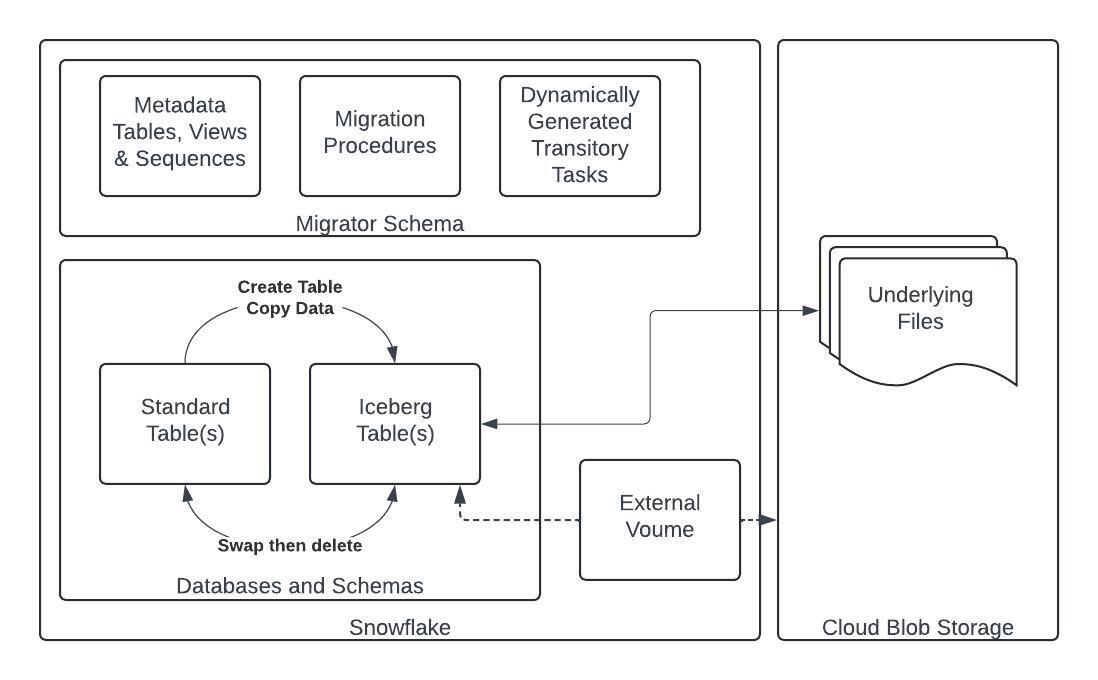 Metadata
Tables, Views
& Sequences
Migration
Procedures
Dynamically
Generated
Transitory
Tasks
Migrator Schema
Create Table
Copy Data
Standard
Table(s)
Iceberg
Table(s)
Swap then delete
Databases and Schemas
External
Voume
Snowflake
Underlying
Files
Cloud Blob Storage